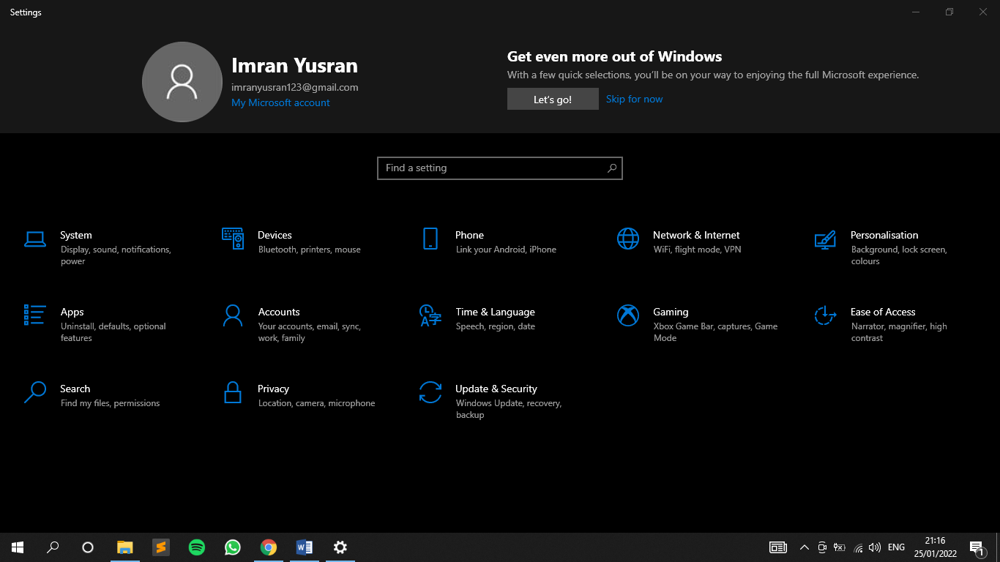 Settings
Imran Yusran
imranyusran123@gmail.com
My Microsoft account
Get even more out of Windows
With a few quick selections, you'll be on your way to enjoying the full Microsoft experience.
Let's go!
Skip for now
Find a setting
System
Display, sound, notifications,
power
Devices
Bluetooth, printers, mouse
Phone
Link your Android, iPhone
Network & Internet
WiFi, flight mode, VPN
Personalisation
Background, lock screen,
colours
Apps
Uninstall, defaults, optional
features
Accounts
Your accounts, email, sync,
work, family
Time & Language
Speech, region, date
Gaming
Xbox Game Bar, captures, Game
Mode
Ease of Access
Narrator, magnifier, high
contrast
Search
Find my files, permissions
Privacy
Location, camera, microphone
Update & Security
Windows Update, recovery,
backup
ENG
21:16
25/01/2022
1